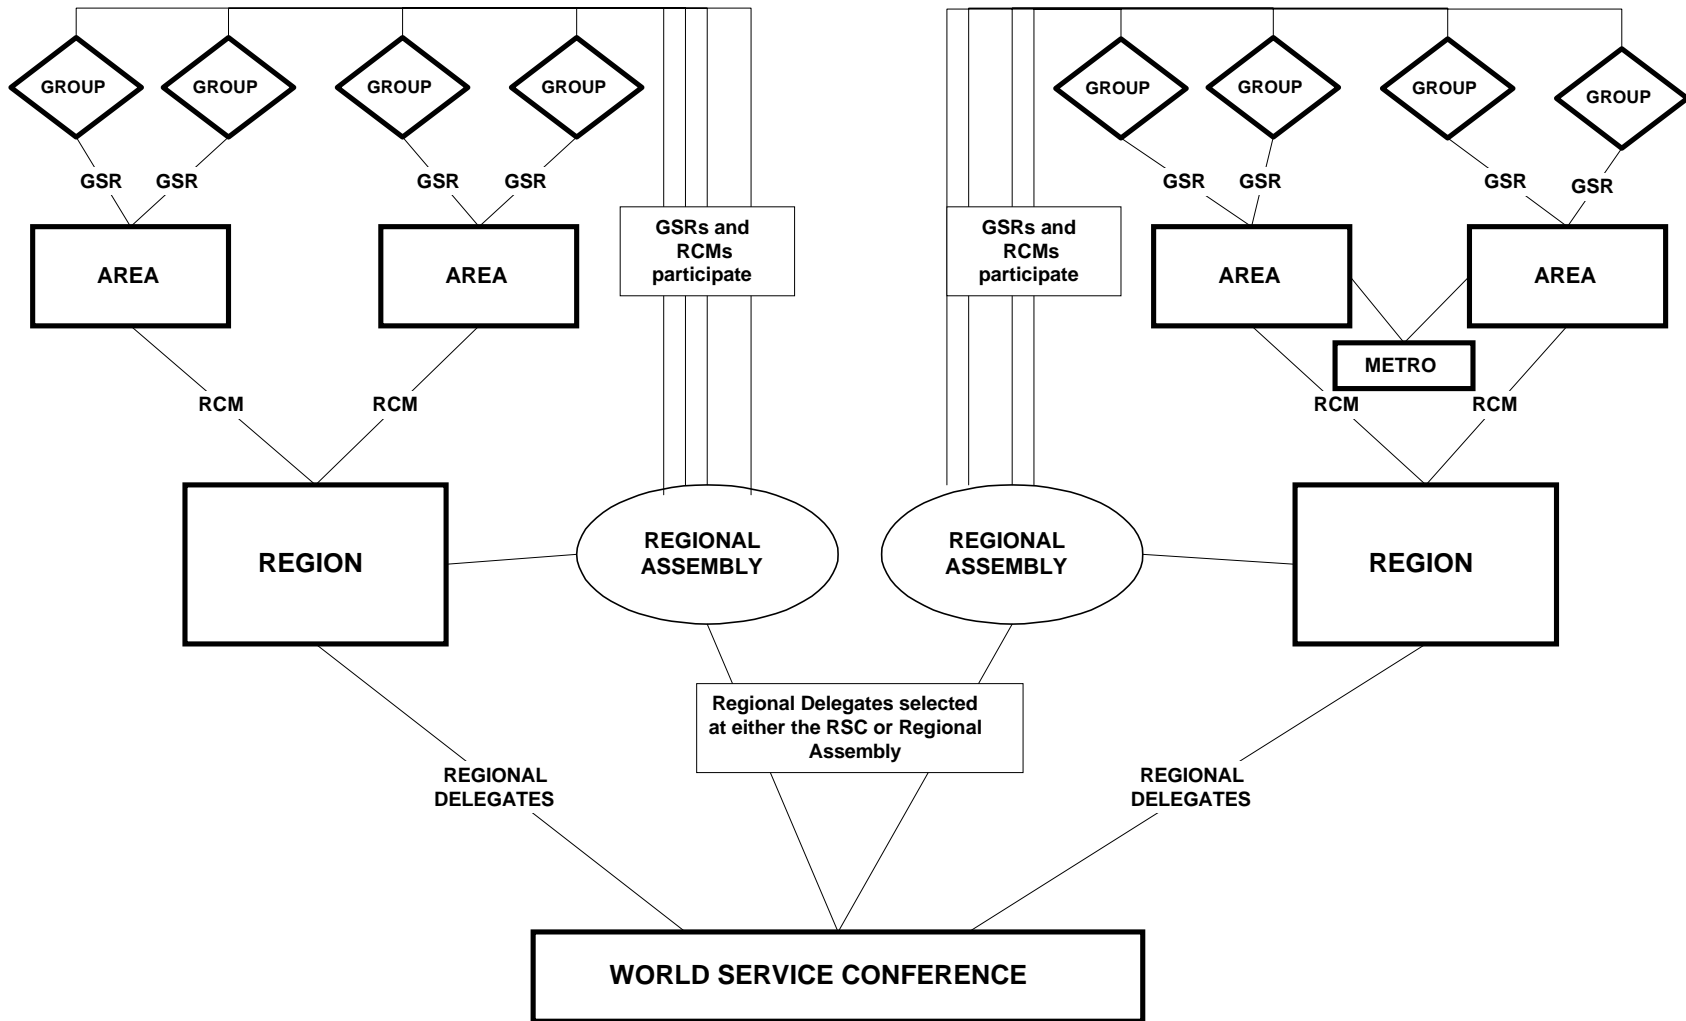 GROUP
GROUP
GROUP
GROUP
GROUP
GROUP
GROUP
GROUP
GSR
GSR
GSR
GSR
GSR
GSR
GSR
GSR
GSRs and
RCMs
participate
GSRs and
RCMs
participate
AREA
AREA
AREA
AREA
METRO
RCM
RCM
RCM
RCM
REGION
REGIONAL
ASSEMBLY
REGIONAL
ASSEMBLY
REGION
Regional Delegates selected
at either the RSC or Regional
Assembly
REGIONAL
DELEGATES
REGIONAL
DELEGATES
WORLD SERVICE CONFERENCE